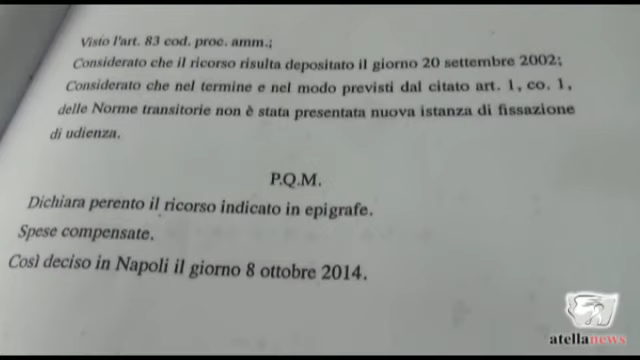 Visto l'art. 83 cod. proc. amm.;
Considerato che il ricorso risulta depositato il giorno 20 settembre 2002;
Considerato che nel termine e nel modo previsti dal citato art. 1, co. 1,
delle Norme transitorie non è stata presentata nuova istanza di fissazione
di udienza.
P.Q.M.
Dichiara perento il ricorso indicato in epigrafe.
Spese compensate.
Così deciso in Napoli il giorno 8 ottobre 2014.
atellanews